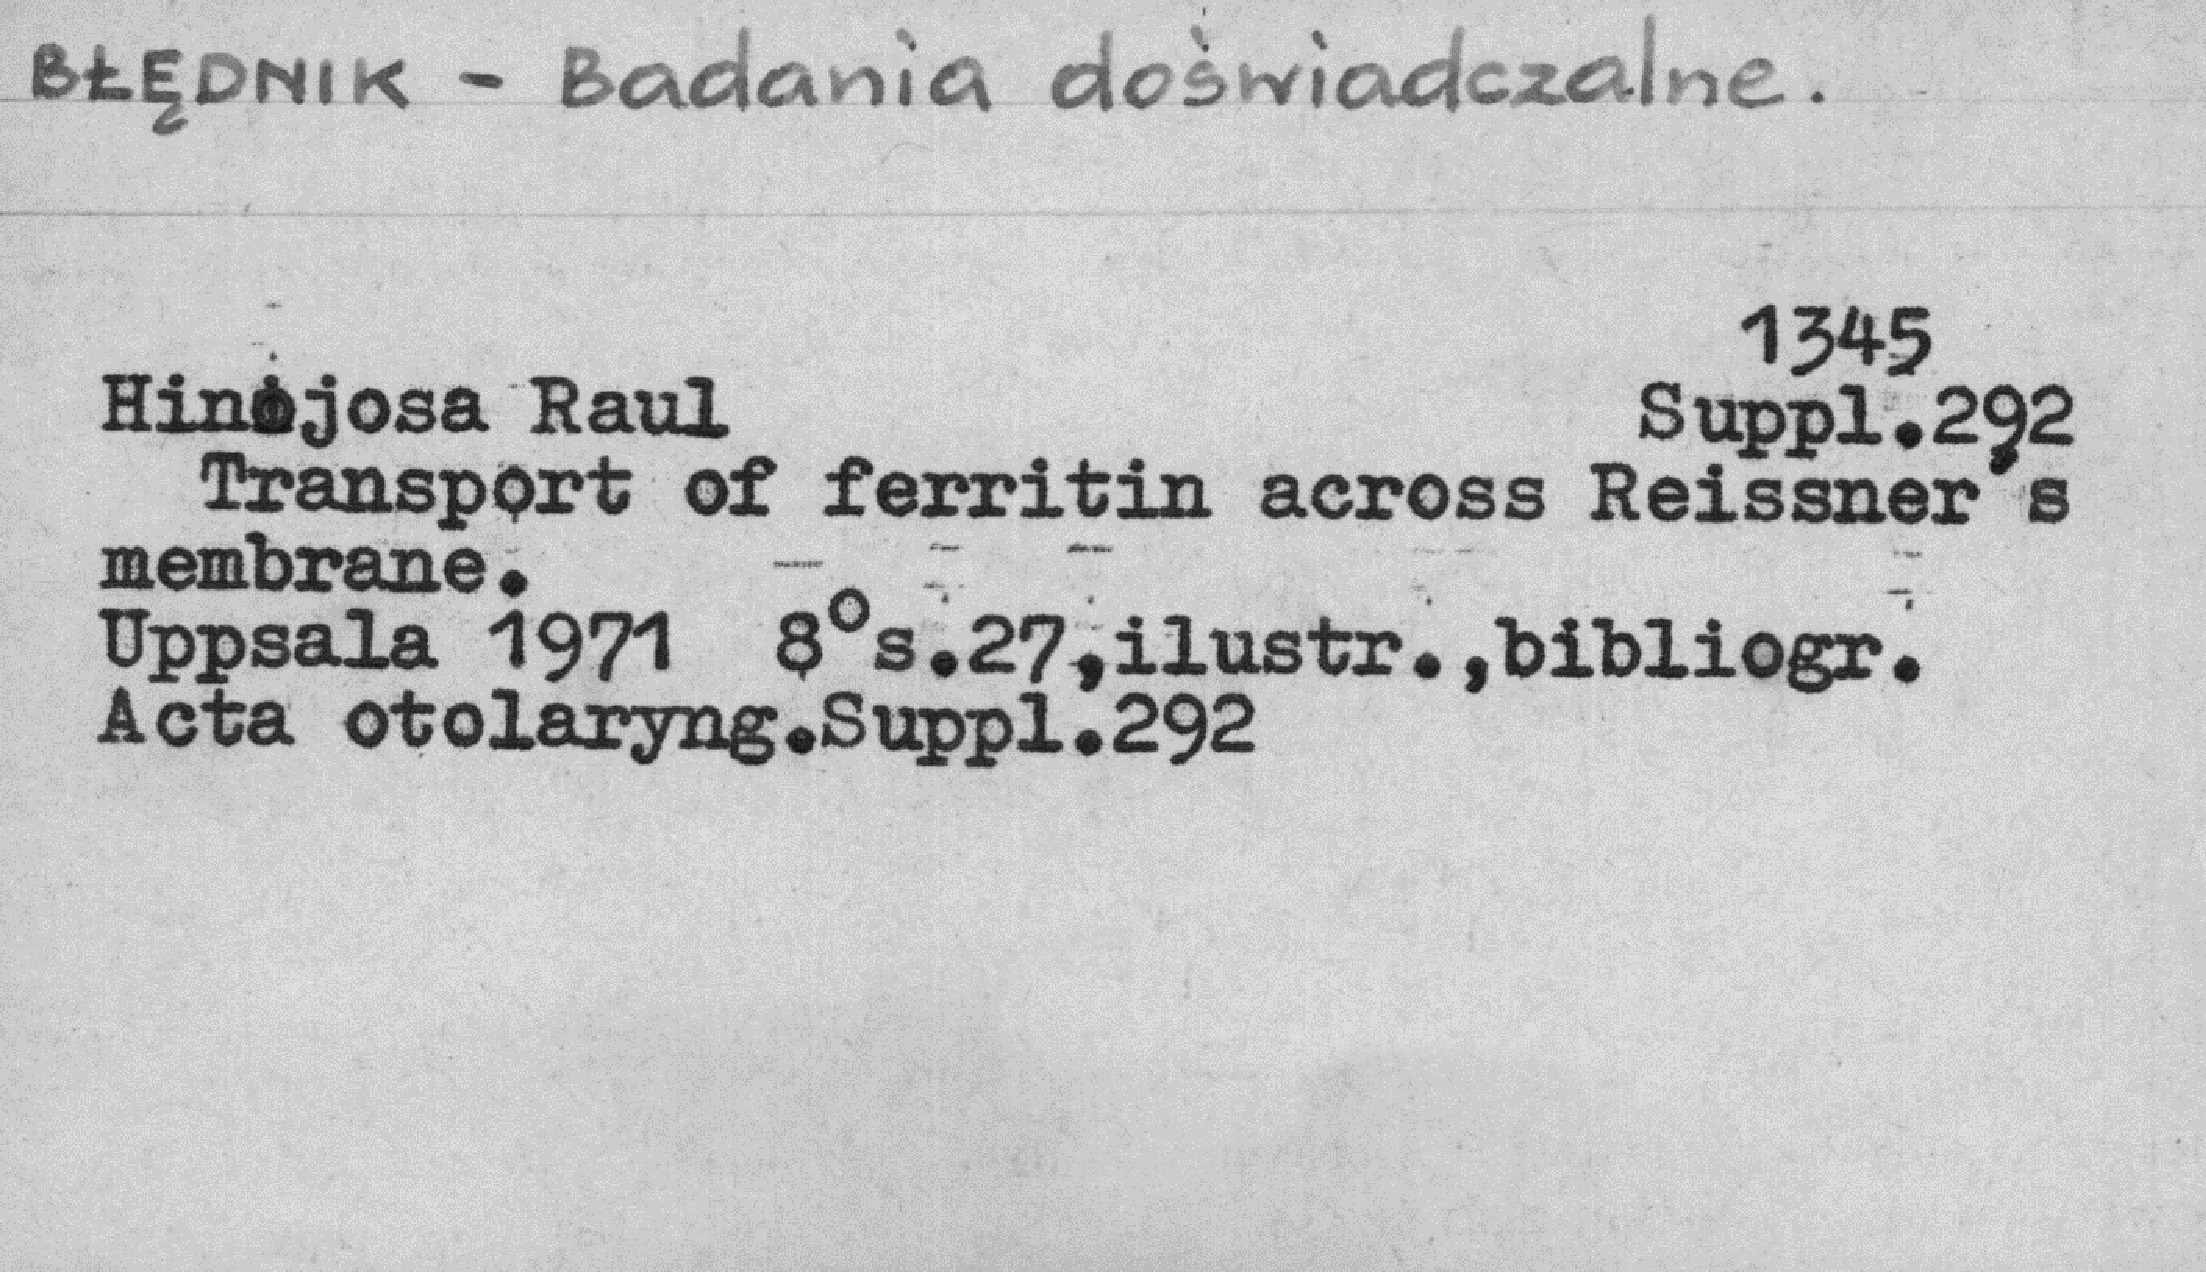 BŁĘDNIK - Badania doświadczalne.
1345
Hinojosa Raul Suppl.292
Transport of ferritin across Reissner's
membrane.
Uppsala 1971 8° s.27,ilustr.,bibliogr.
Acta otolaryng.Suppl.292